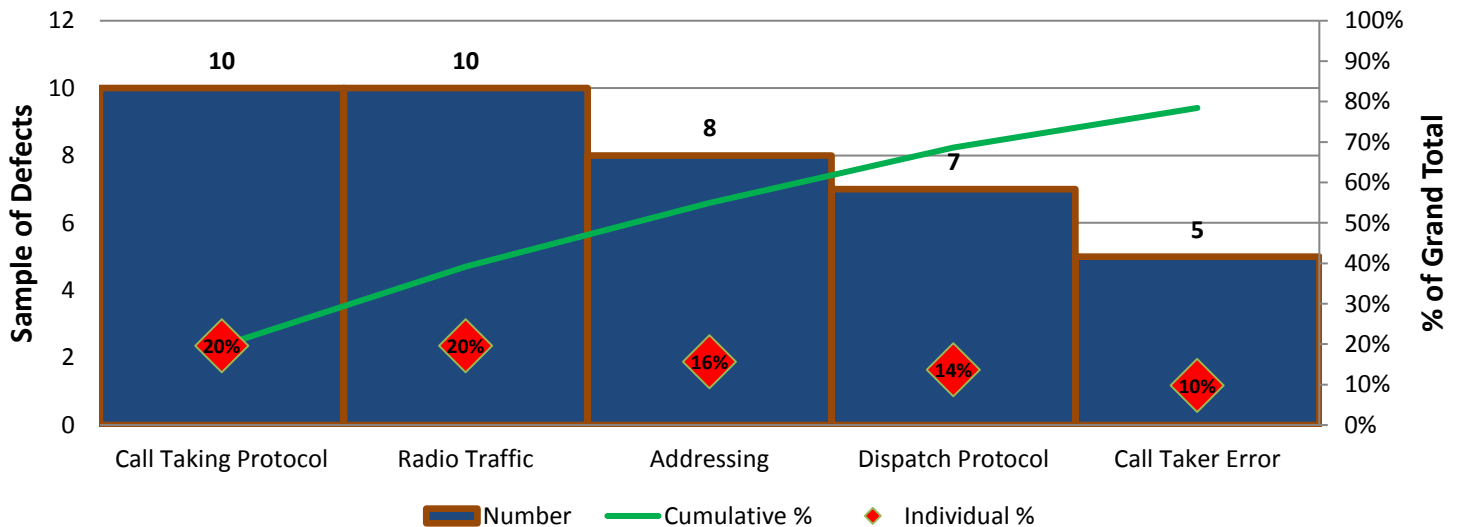 12
10
8
6
4
2
0
Sample of Defects
10
10
8
7
5
20%
20%
16%
14%
10%
100%
90%
80%
70%
60%
50%
40%
30%
20%
10%
0%
% of Grand Total
Call Taking Protocol
Radio Traffic
Addressing
Dispatch Protocol
Call Taker Error
Number
Cumulative %
Individual %